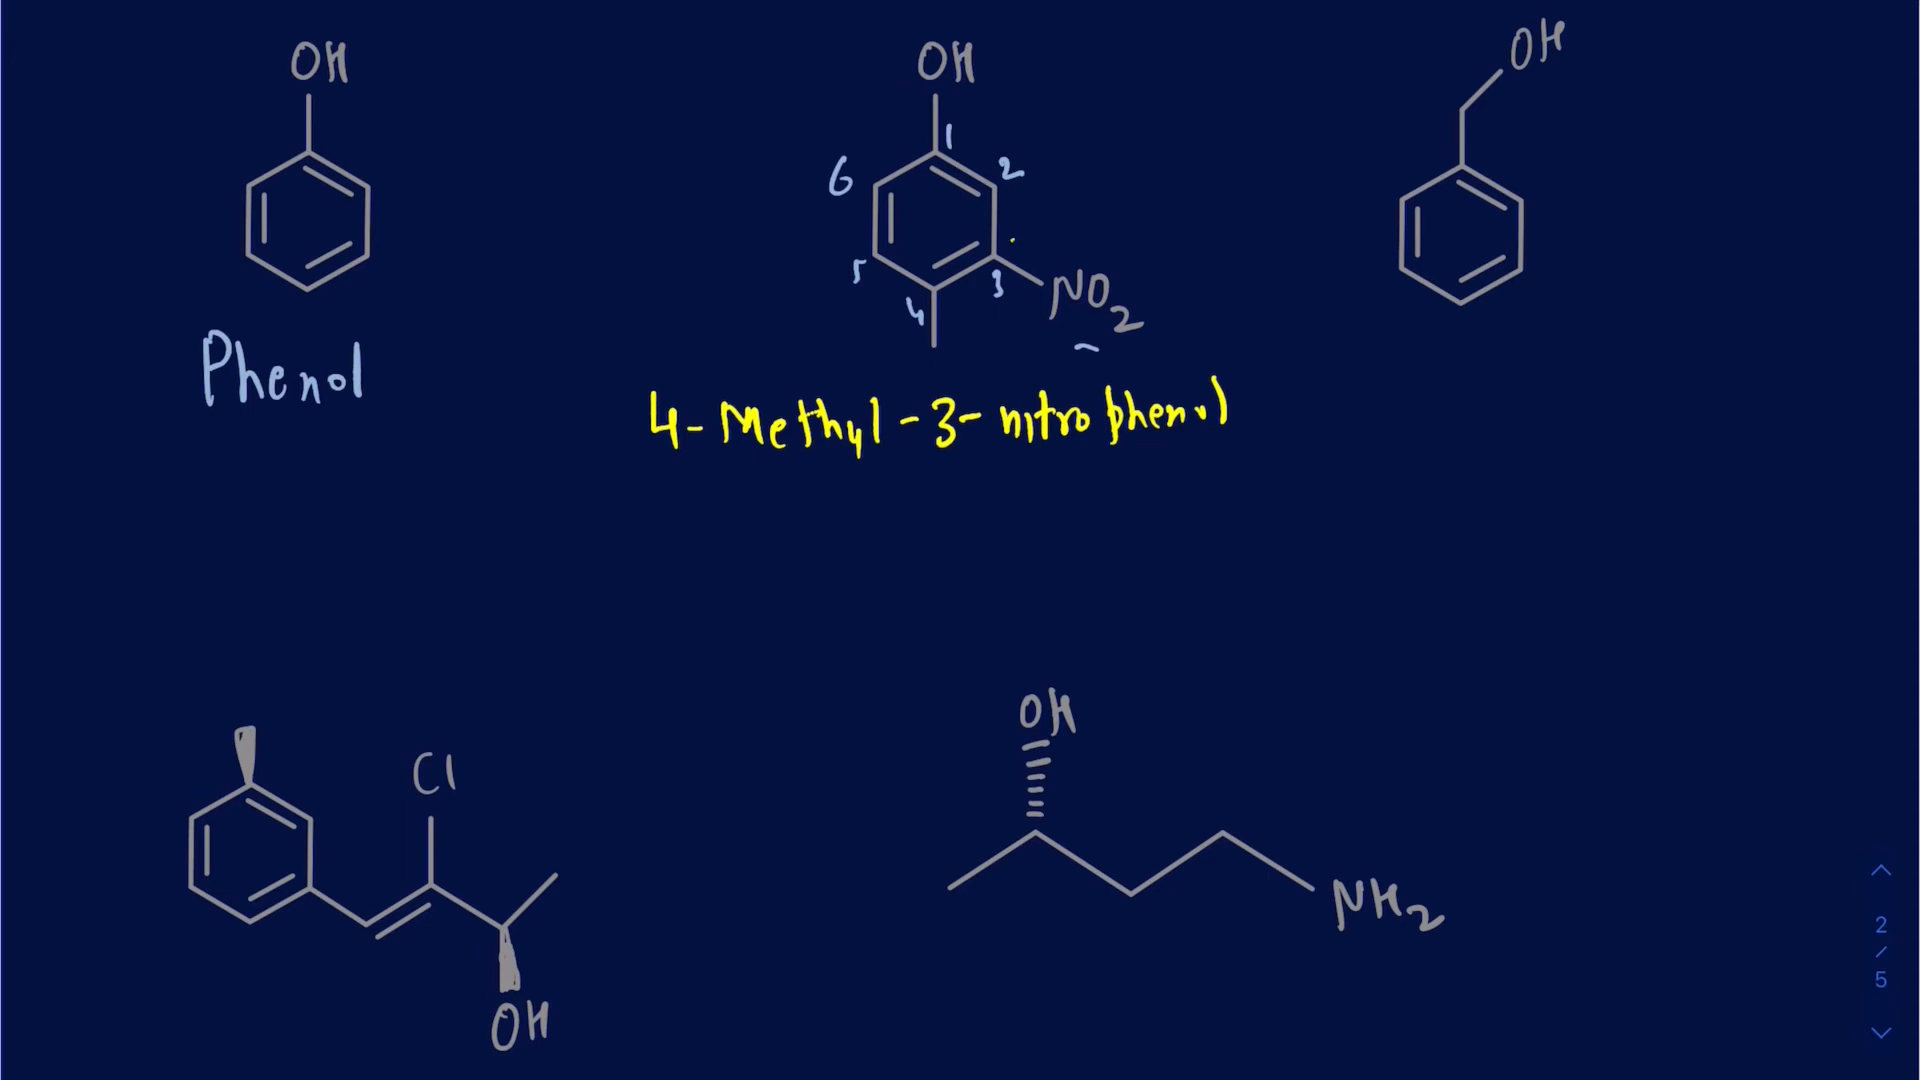 OH
OH
OH
1
6
2
5
3
4
NO2
Phenol
4-Methyl-3-nitrophenol
OH
Cl
NH2
OH
2
/
5